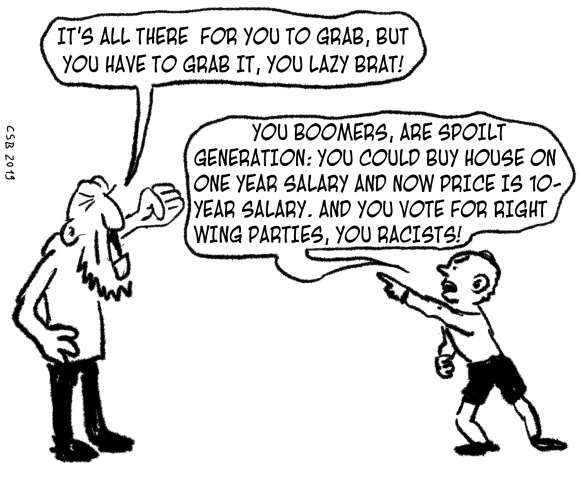 IT'S ALL THERE FOR YOU TO GRAB, BUT
YOU HAVE TO GRAB IT, YOU LAZY BRAT!
YOU BOOMERS, ARE SPOILT
GENERATION: YOU COULD BUY HOUSE ON
ONE YEAR SALARY AND NOW PRICE IS 10-
YEAR SALARY. AND YOU VOTE FOR RIGHT
WING PARTIES, YOU RACISTS!
CSB 2019